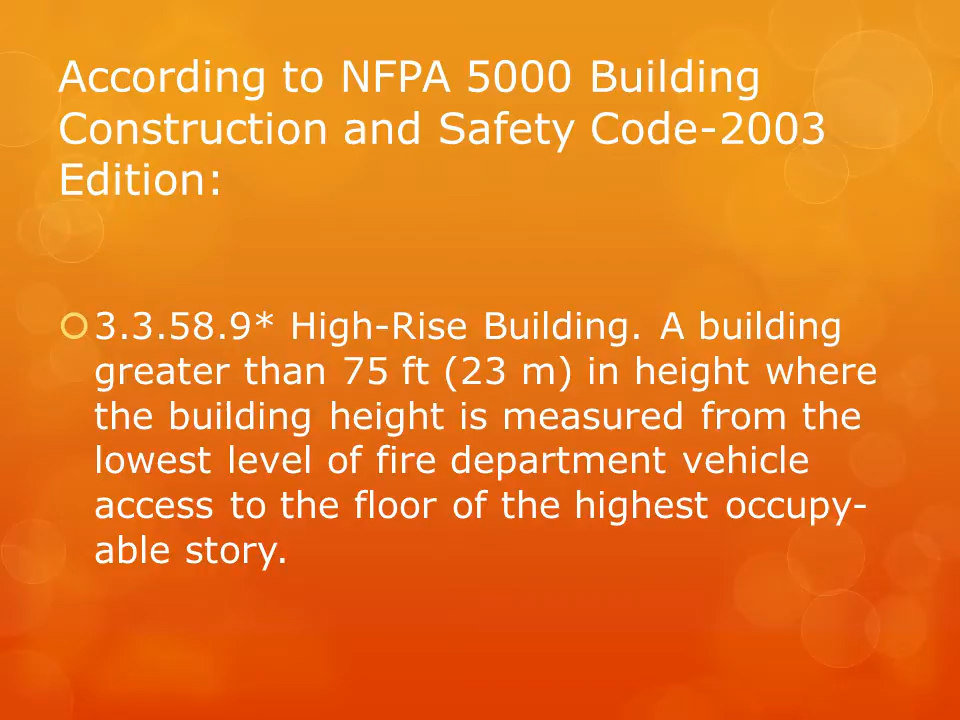 According to NFPA 5000 Building
Construction and Safety Code-2003
Edition:
3.3.58.9* High-Rise Building. A building
greater than 75 ft (23 m) in height where
the building height is measured from the
lowest level of fire department vehicle
access to the floor of the highest occupy-
able story.